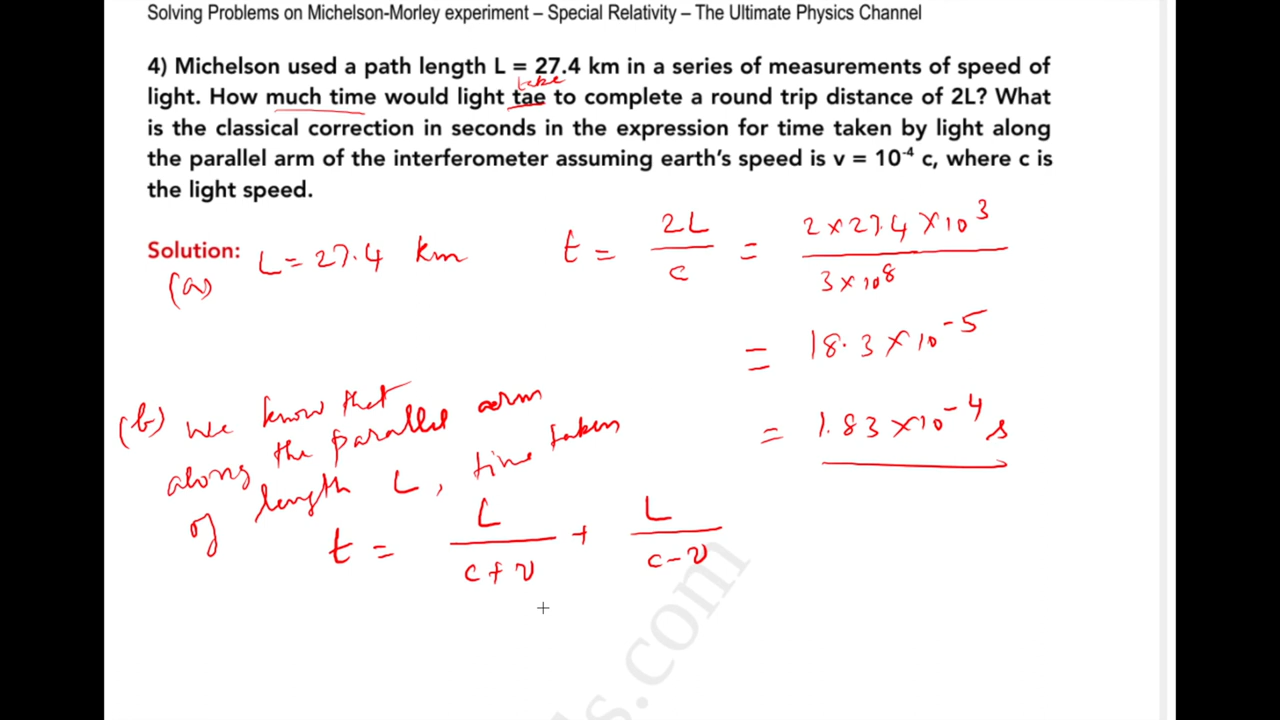 Solving Problems on Michelson-Morley experiment – Special Relativity – The Ultimate Physics Channel
4) Michelson used a path length L = 27.4 km in a series of measurements of speed of
take
light. How much time would light tae to complete a round trip distance of 2L? What
is the classical correction in seconds in the expression for time taken by light along
the parallel arm of the interferometer assuming earth's speed is v = 10⁻⁴ c, where c is
the light speed.
Solution: L = 27.4 km t = 2L/c = 2 × 27.4 × 10³ / 3 × 10⁸
(a)
= 18.3 × 10⁻⁵
= 1.83 × 10⁻⁴ s
(b) we know that
along the parallel arm
of length L, time taken
t = L/c+v + L/c-v
ds.com